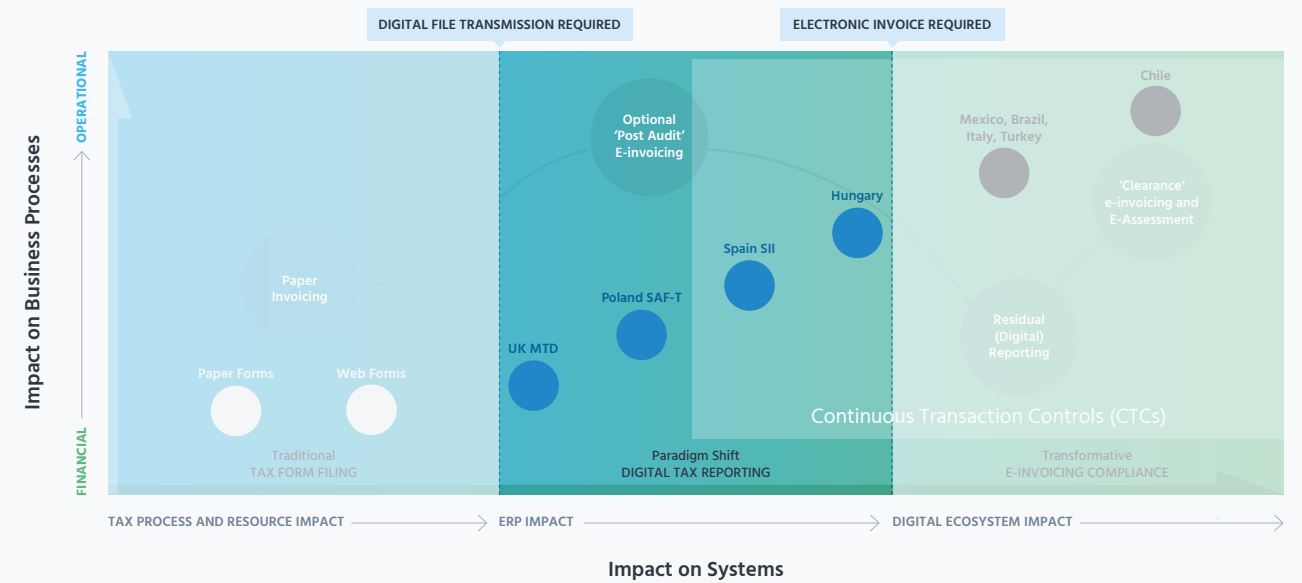 DIGITAL FILE TRANSMISSION REQUIRED
ELECTRONIC INVOICE REQUIRED
Impact on Business Processes
OPERATIONAL
FINANCIAL
Paper
Invoicing
Paper Forms
Web Forms
Traditional
TAX FORM FILING
Optional
‘Post Audit’
E-invoicing
UK MTD
Poland SAF-T
Spain SII
Hungary
Paradigm Shift
DIGITAL TAX REPORTING
Chile
Mexico, Brazil,
Italy, Turkey
‘Clearance’
e-invoicing and
E-Assessment
Residual
(Digital)
Reporting
Continuous Transaction Controls (CTCs)
Transformative
E-INVOICING COMPLIANCE
TAX PROCESS AND RESOURCE IMPACT
ERP IMPACT
DIGITAL ECOSYSTEM IMPACT
Impact on Systems